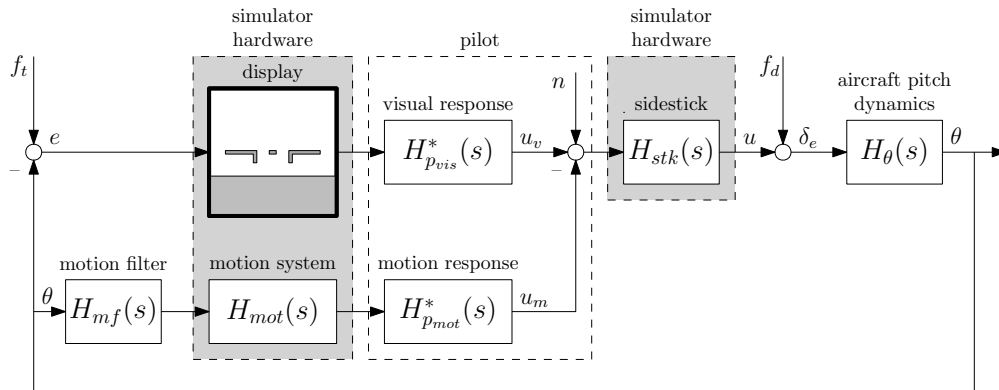 simulator
hardware
simulator
hardware
pilot
f_t
display
n
f_d
aircraft pitch
dynamics
visual response
sidestick
e
H^*_{p_{vis}}(s)
u_v
H_{stk}(s)
u
δ_e
H_θ(s)
θ
–
–
motion filter
motion system
motion response
θ
H_{mf}(s)
H_{mot}(s)
H^*_{p_{mot}}(s)
u_m